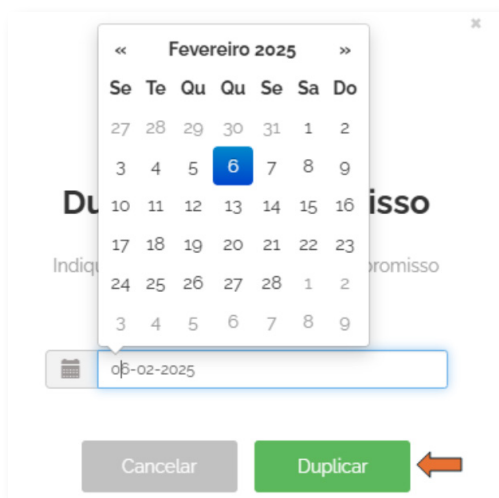 ×
« Fevereiro 2025 »
Se Te Qu Qu Se Sa Do
27 28 29 30 31 1 2
3 4 5 6 7 8 9
Du isso
10 11 12 13 14 15 16
17 18 19 20 21 22 23
Indiqu romisso
24 25 26 27 28 1 2
3 4 5 6 7 8 9
06-02-2025
Cancelar Duplicar